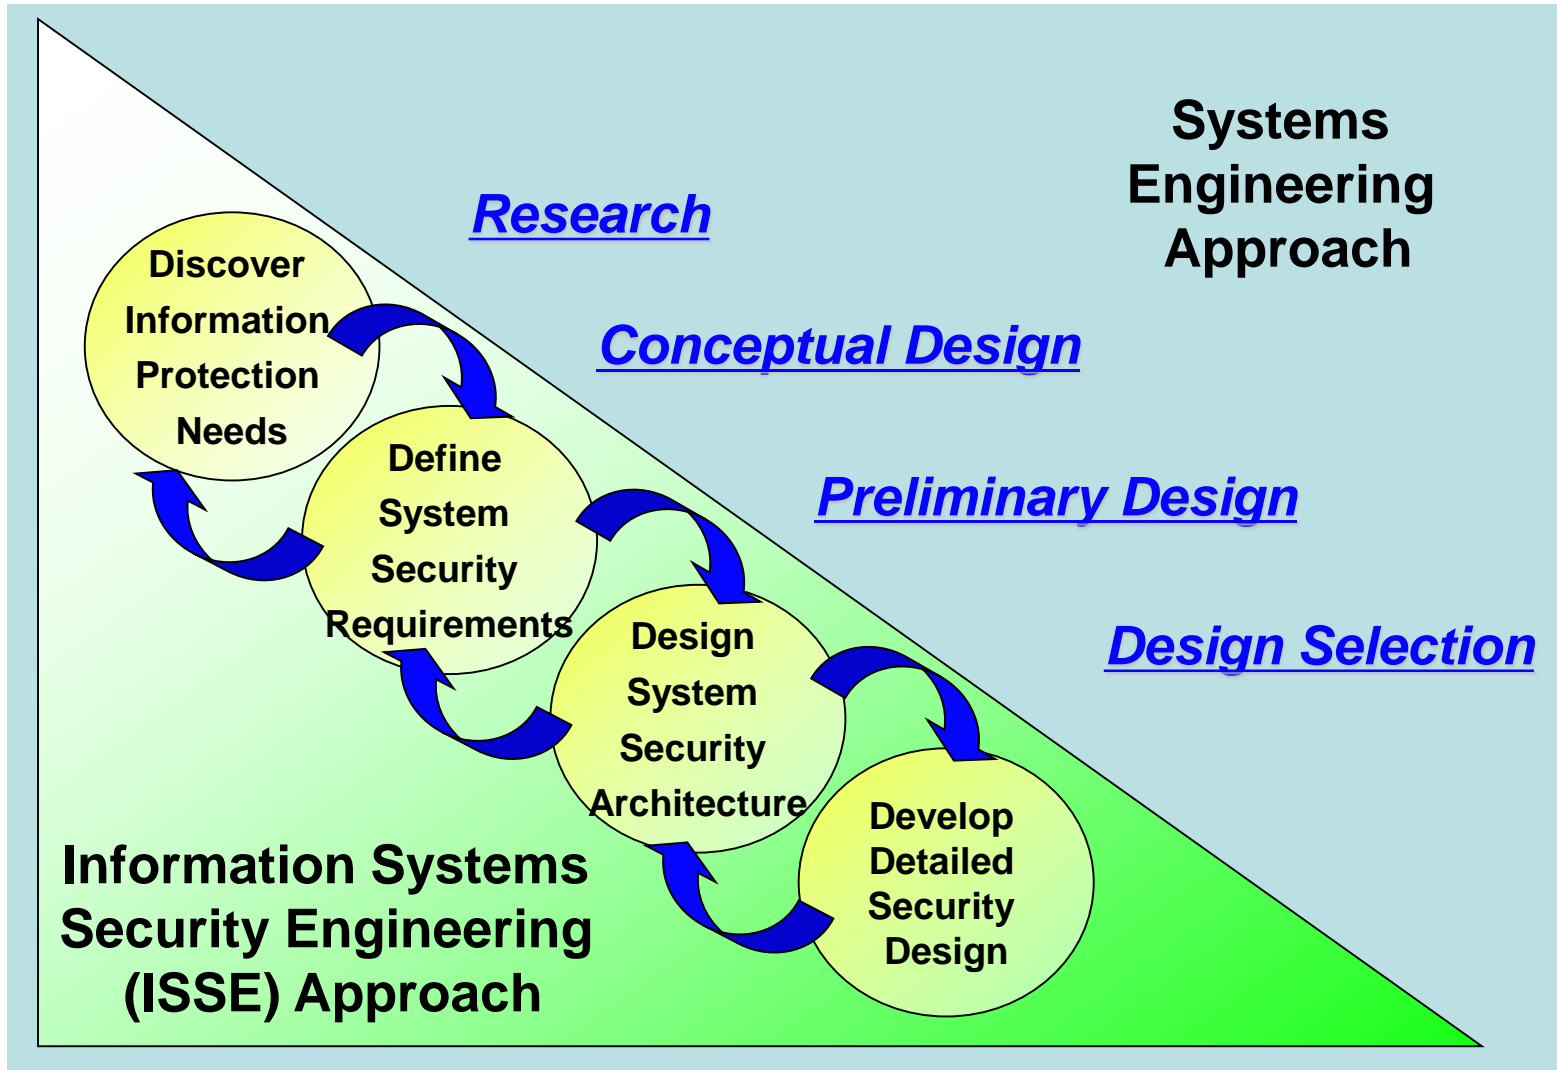 Systems
Engineering
Approach
Research
Conceptual Design
Preliminary Design
Design Selection
Discover
Information
Protection
Needs
Define
System
Security
Requirements
Design
System
Security
Architecture
Develop
Detailed
Security
Design
Information Systems
Security Engineering
(ISSE) Approach